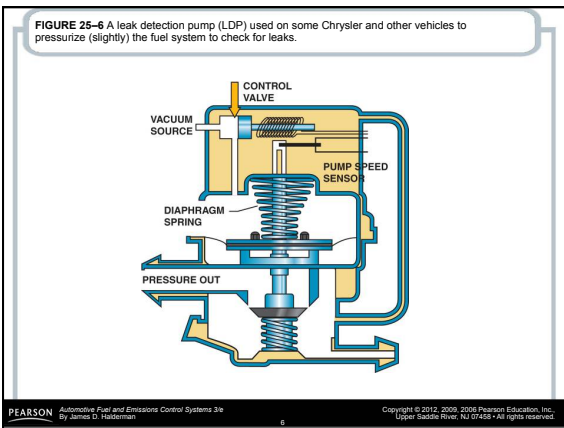 FIGURE 25–6 A leak detection pump (LDP) used on some Chrysler and other vehicles to
pressurize (slightly) the fuel system to check for leaks.
CONTROL
VALVE
VACUUM
SOURCE
PUMP SPEED
SENSOR
DIAPHRAGM
SPRING
PRESSURE OUT
PEARSON
Automotive Fuel and Emissions Control Systems 3/e
By James D. Halderman
6
Copyright © 2012, 2009, 2006 Pearson Education, Inc.,
Upper Saddle River, NJ 07458 • All rights reserved.